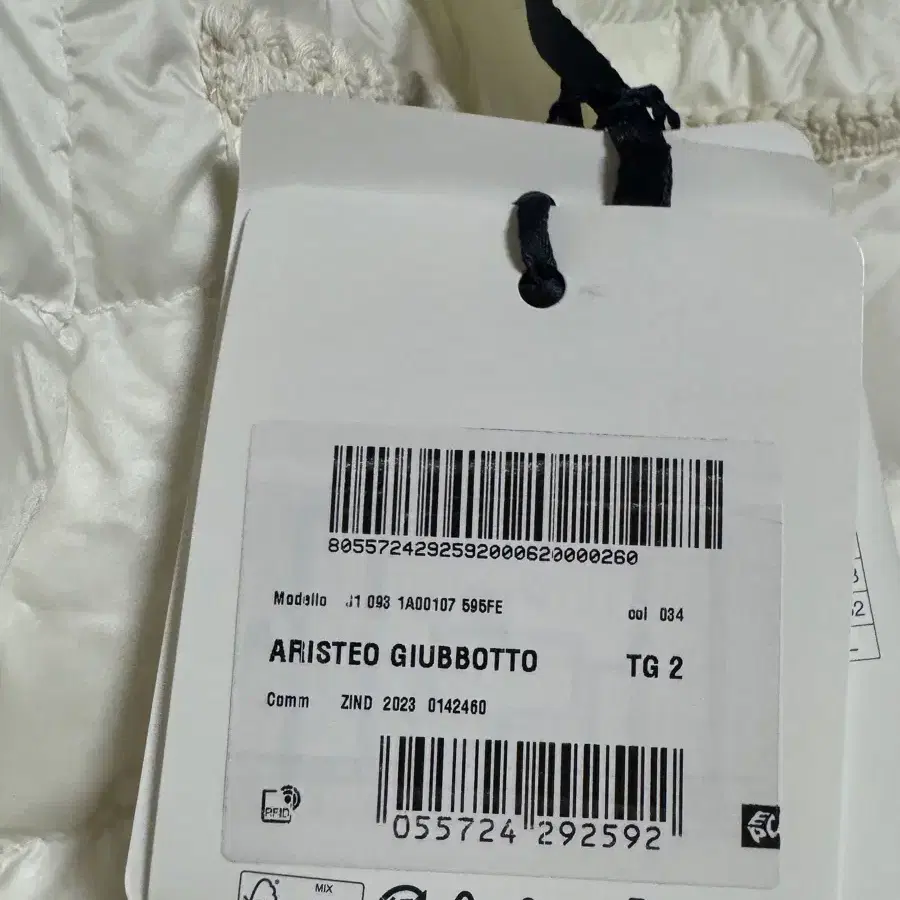 8055724292592000620000260
Modello J1 093 1A00107 595FE col 034
ARISTEO GIUBBOTTO TG 2
Comm ZIND 2023 0142460
RFID
055724 292592
EPC
MIX